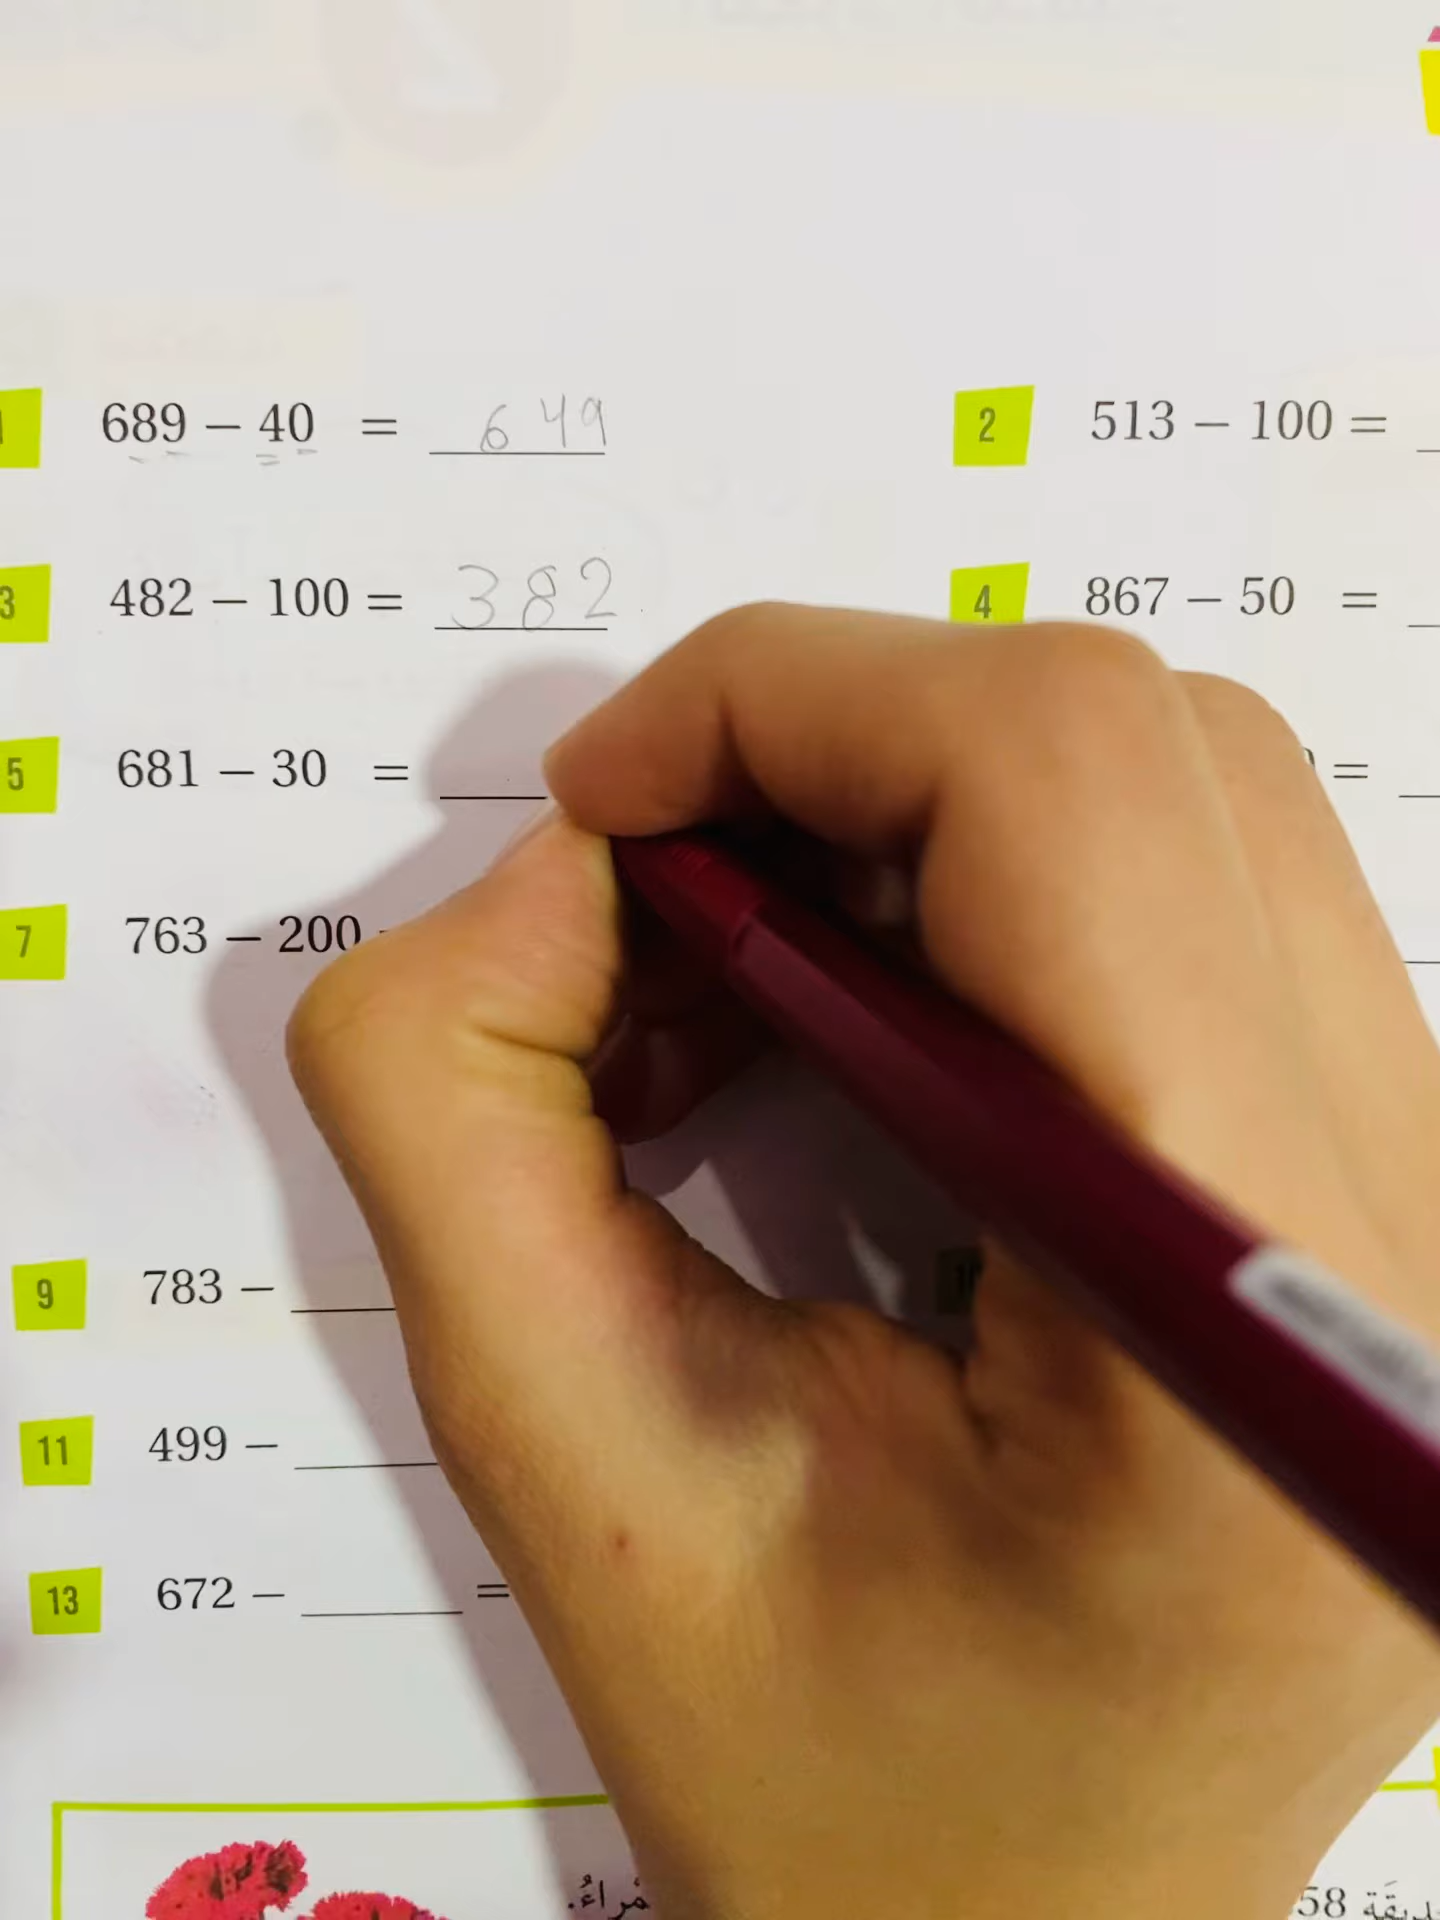 689 – 40 = 649
2 513 – 100 =
3 482 – 100 = 382
4 867 – 50 =
5 681 – 30 =
=
7 763 – 200
9 783 –
11 499 –
13 672 – =
58